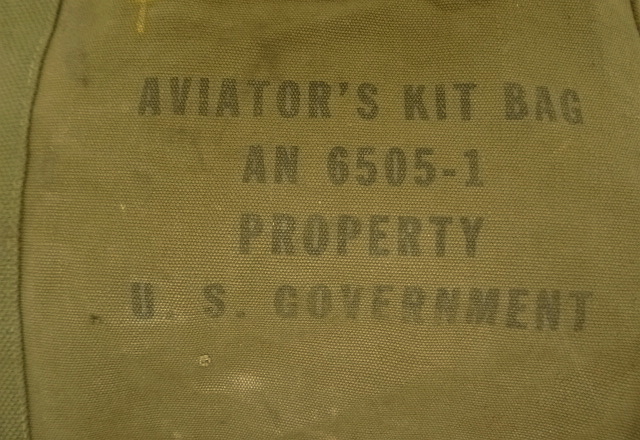 AVIATOR'S KIT BAG
AN 6505-1
PROPERTY
U. S. GOVERNMENT